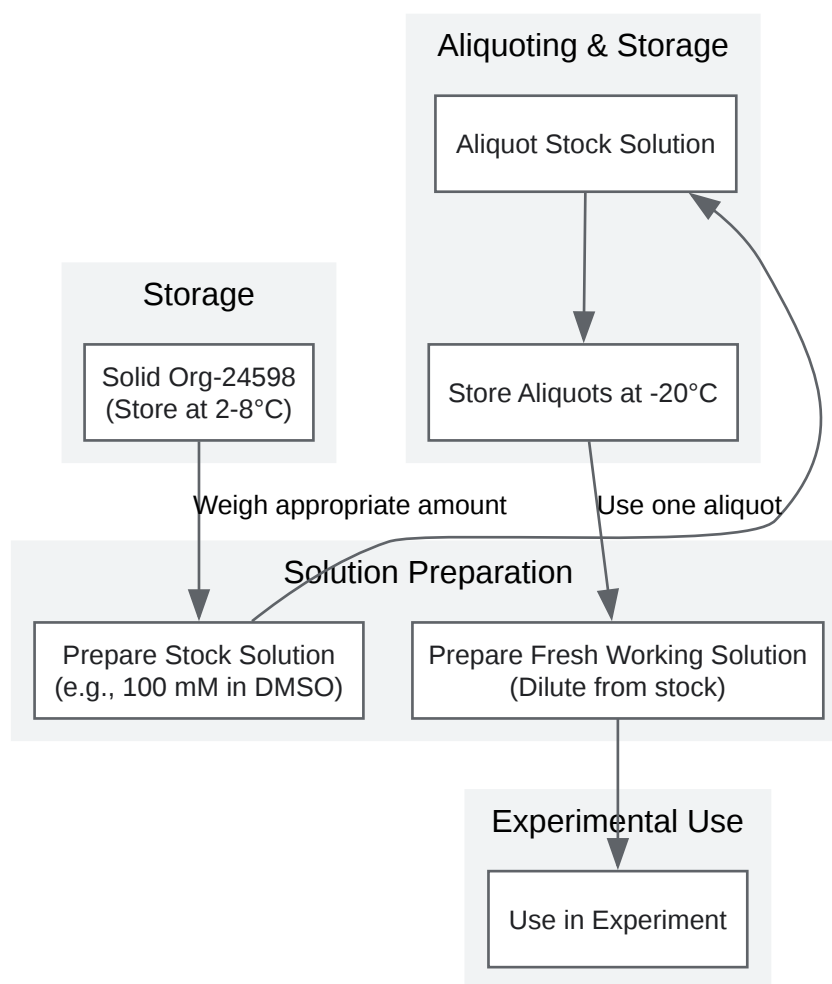 Aliquoting & Storage
Aliquot Stock Solution
Storage
Solid Org-24598
(Store at 2-8°C)
Store Aliquots at -20°C
Weigh appropriate amount
Use one aliquot
Solution Preparation
Prepare Stock Solution
(e.g., 100 mM in DMSO)
Prepare Fresh Working Solution
(Dilute from stock)
Experimental Use
Use in Experiment